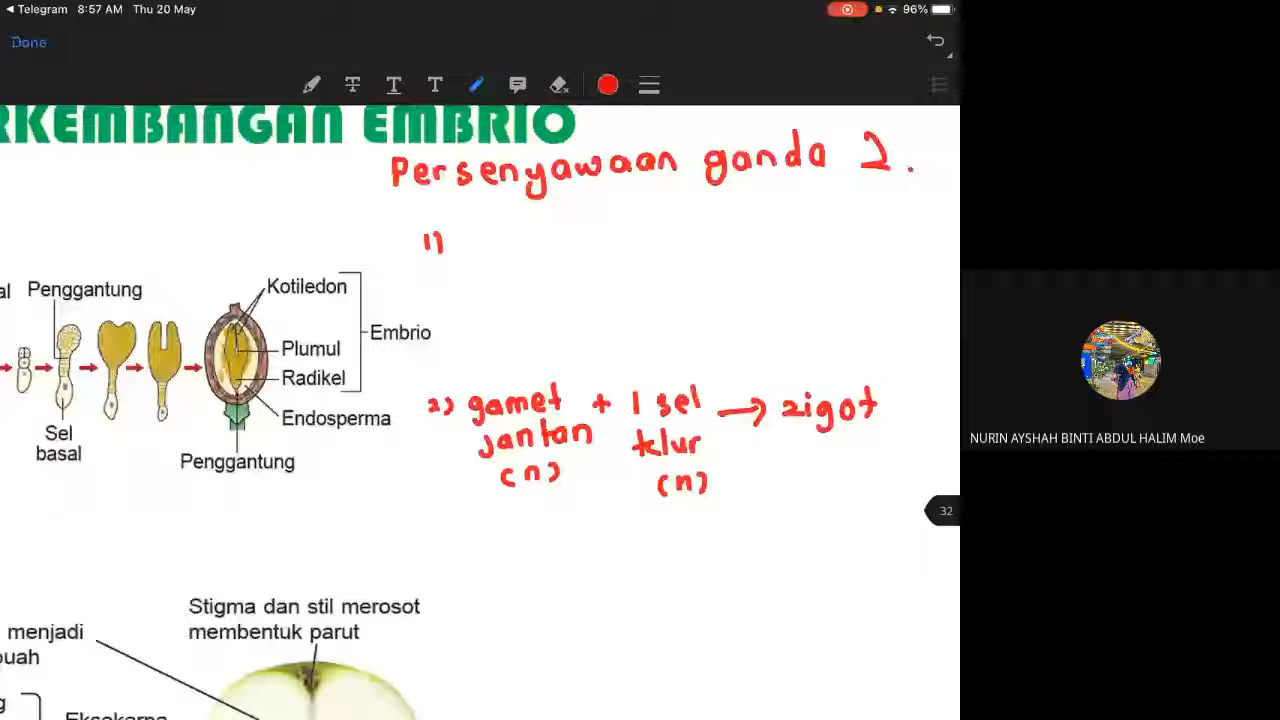 Telegram 8:57 AM Thu 20 May 96%
Done
T T T
RKEMBANGAN EMBRIO
Persenyawaan ganda 2.
1)
al Penggantung
Kotiledon
Embrio
Plumul
Radikel
Endosperma
Sel
basal
Penggantung
2) gamet + 1 sel → zigot
jantan telur
(n) (n)
NURIN AYSHAH BINTI ABDUL HALIM Moe
32
Stigma dan stil merosot
membentuk parut
menjadi
buah
g
Eksokarpa